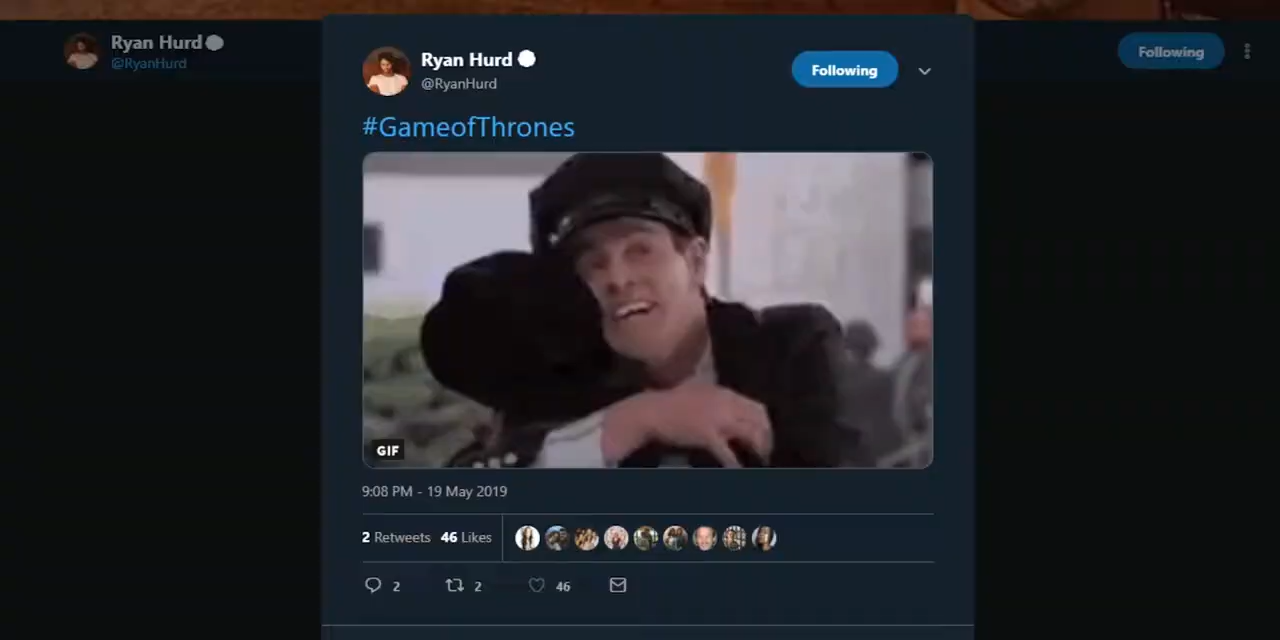 Ryan Hurd
@RyanHurd
Following
Ryan Hurd
@RyanHurd
Following
#GameofThrones
GIF
9:08 PM - 19 May 2019
2 Retweets 46 Likes
2 2 46